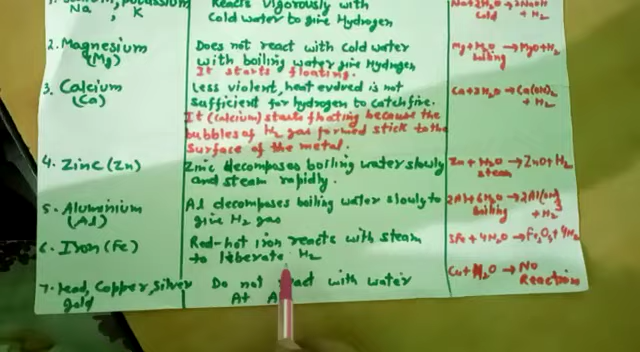 1. Sodium, Potassium
Na, K
Reacts Vigorously with
cold water to give Hydrogen
cold + H₂
2. Magnesium
(Mg)
Does not react with cold water
with boiling water give Hydrogen
It starts floating.
Mg+H₂O → MgO+H₂
boiling
3. Calcium
(Ca)
Less violent, heat evolved is not
sufficient for hydrogen to catch fire.
It (Calcium) starts floating because the
bubbles of H₂ gas formed stick to the
surface of the metal.
Ca+2H₂O → Ca(OH)₂
+ H₂
4. Zinc (Zn)
Zinc decomposes boiling water slowly
and steam rapidly.
Zn + H₂O → ZnO+H₂
steam
5. Aluminium
(Al)
Al decomposes boiling water slowly to
give H₂ gas
boiling + H₂
6. Iron (Fe)
Red-hot iron reacts with steam
to liberate H₂
3Fe + 4H₂O → Fe₃O₄ + 4H₂
7. Lead, Copper, Silver
gold
Do not with water
At
Cu + H₂O → No
Reaction